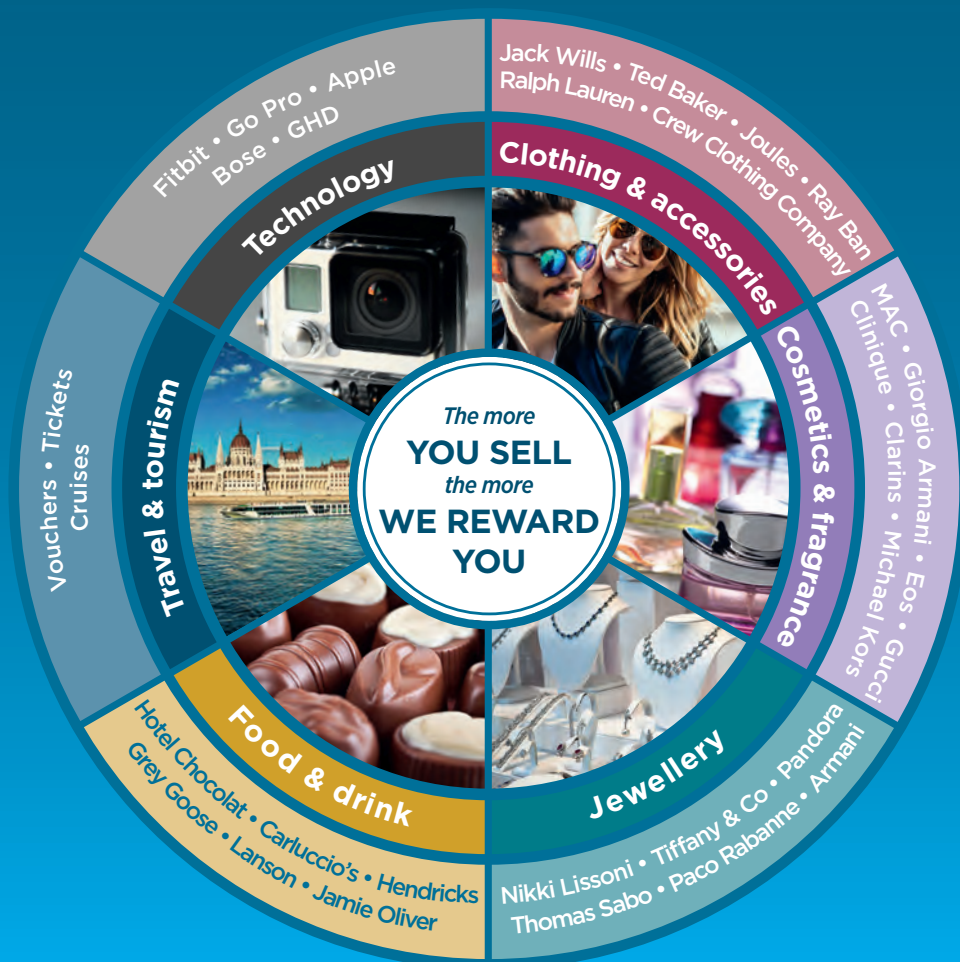 The more
YOU SELL
the more
WE REWARD
YOU
Clothing & accessories
Jack Wills • Ted Baker • Joules • Ray Ban
Ralph Lauren • Crew Clothing Company
Cosmetics & fragrance
MAC • Giorgio Armani • Eos • Gucci
Clinique • Clarins • Michael Kors
Jewellery
Nikki Lissoni • Tiffany & Co • Pandora
Thomas Sabo • Paco Rabanne • Armani
Food & drink
Hotel Chocolat • Carluccio's • Hendricks
Grey Goose • Lanson • Jamie Oliver
Travel & tourism
Vouchers • Tickets
Cruises
Technology
Fitbit • Go Pro • Apple
Bose • GHD